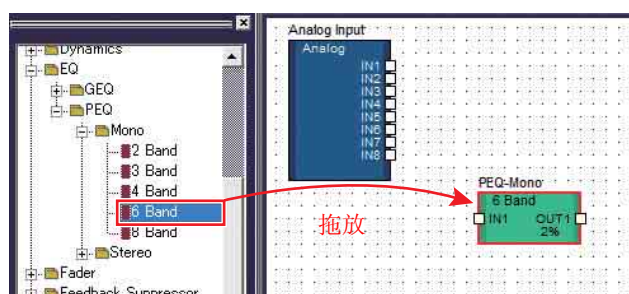 Dynamics
EQ
GEQ
PEQ
Mono
2 Band
3 Band
4 Band
6 Band
8 Band
Stereo
Fader
Feedback Suppressor
Analog Input
Analog
IN1
IN2
IN3
IN4
IN5
IN6
IN7
IN8
拖放
PEQ-Mono
6 Band
IN1 OUT1
2%